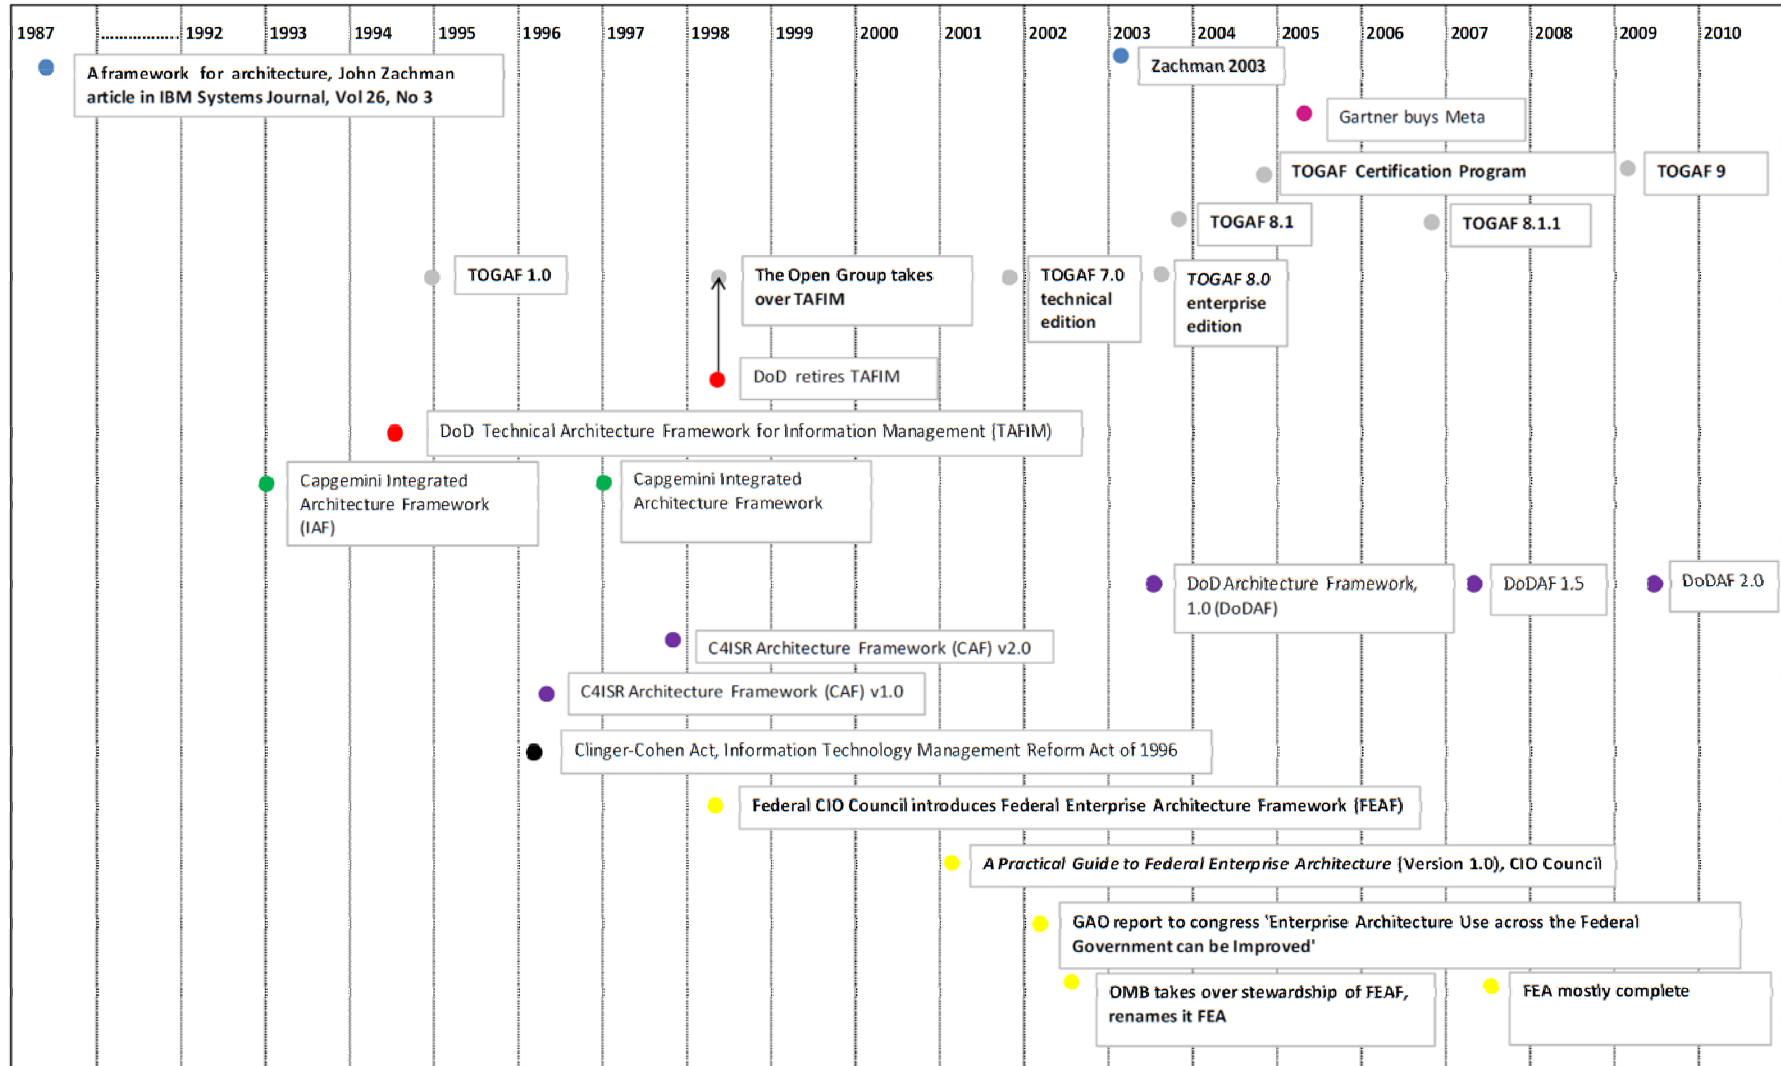 1987 .................. 1992 1993 1994 1995 1996 1997 1998 1999 2000 2001 2002 2003 2004 2005 2006 2007 2008 2009 2010
A framework for architecture, John Zachman
article in IBM Systems Journal, Vol 26, No 3
Zachman 2003
Gartner buys Meta
TOGAF Certification Program
TOGAF 9
TOGAF 8.1
TOGAF 8.1.1
TOGAF 1.0
The Open Group takes
over TAFIM
TOGAF 7.0
technical
edition
TOGAF 8.0
enterprise
edition
DoD retires TAFIM
DoD Technical Architecture Framework for Information Management (TAFIM)
Capgemini Integrated
Architecture Framework
(IAF)
Capgemini Integrated
Architecture Framework
DoD Architecture Framework,
1.0 (DoDAF)
DoDAF 1.5
DoDAF 2.0
C4ISR Architecture Framework (CAF) v2.0
C4ISR Architecture Framework (CAF) v1.0
Clinger-Cohen Act, Information Technology Management Reform Act of 1996
Federal CIO Council introduces Federal Enterprise Architecture Framework (FEAF)
A Practical Guide to Federal Enterprise Architecture (Version 1.0), CIO Council
GAO report to congress 'Enterprise Architecture Use across the Federal
Government can be Improved'
OMB takes over stewardship of FEAF,
renames it FEA
FEA mostly complete